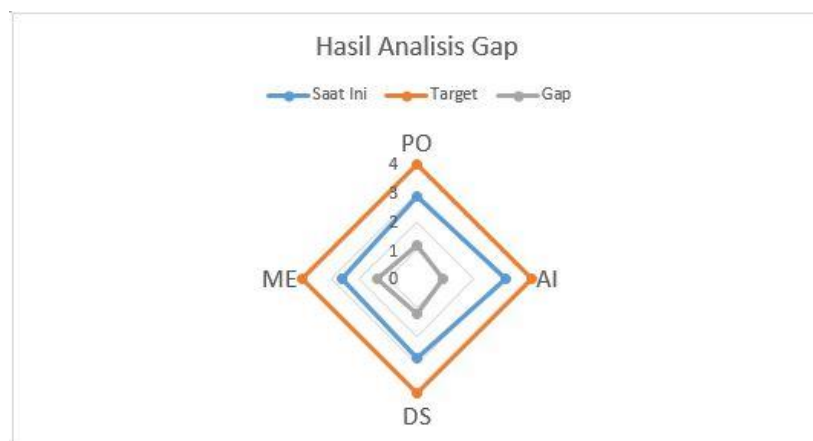 Hasil Analisis Gap
Saat Ini Target Gap
PO
4
3
2
1
ME 0 AI
DS